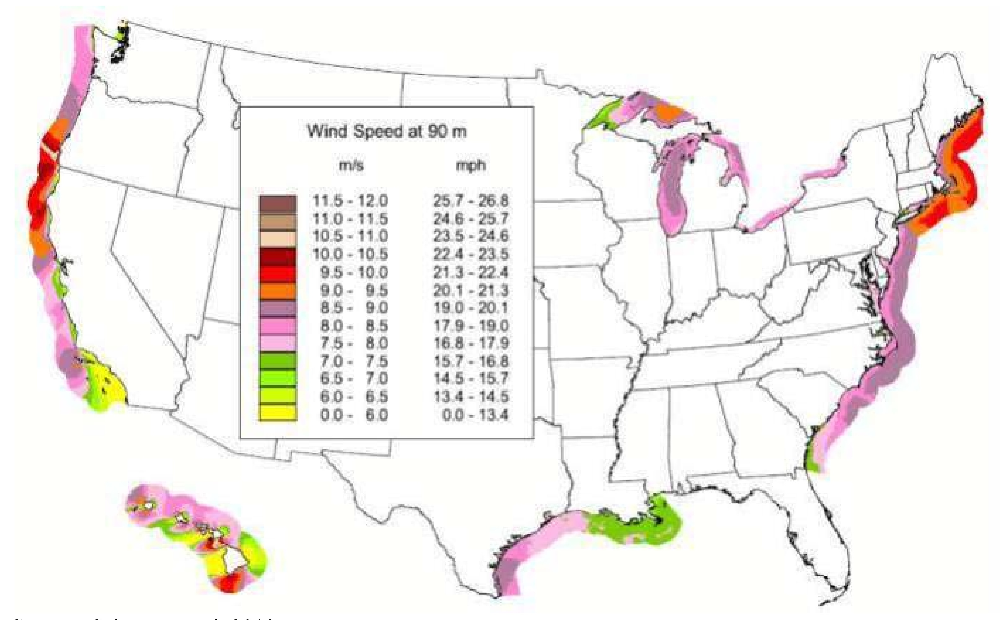 Wind Speed at 90 m
m/s mph
11.5 - 12.0 25.7 - 26.8
11.0 - 11.5 24.6 - 25.7
10.5 - 11.0 23.5 - 24.6
10.0 - 10.5 22.4 - 23.5
9.5 - 10.0 21.3 - 22.4
9.0 - 9.5 20.1 - 21.3
8.5 - 9.0 19.0 - 20.1
8.0 - 8.5 17.9 - 19.0
7.5 - 8.0 16.8 - 17.9
7.0 - 7.5 15.7 - 16.8
6.5 - 7.0 14.5 - 15.7
6.0 - 6.5 13.4 - 14.5
0.0 - 6.0 0.0 - 13.4